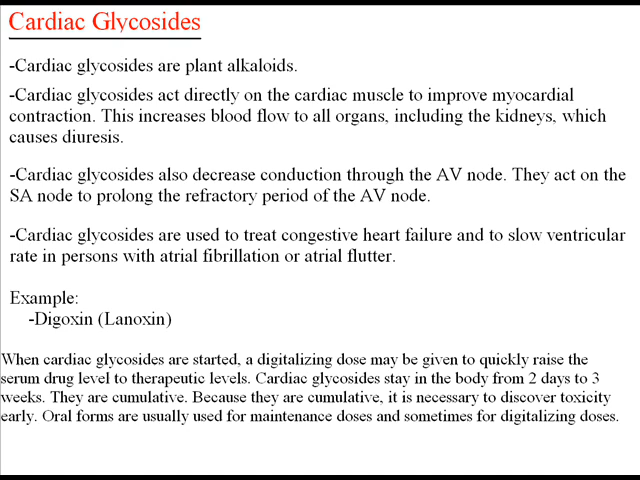 Cardiac Glycosides
-Cardiac glycosides are plant alkaloids.
-Cardiac glycosides act directly on the cardiac muscle to improve myocardial
contraction. This increases blood flow to all organs, including the kidneys, which
causes diuresis.
-Cardiac glycosides also decrease conduction through the AV node. They act on the
SA node to prolong the refractory period of the AV node.
-Cardiac glycosides are used to treat congestive heart failure and to slow ventricular
rate in persons with atrial fibrillation or atrial flutter.
Example:
-Digoxin (Lanoxin)
When cardiac glycosides are started, a digitalizing dose may be given to quickly raise the
serum drug level to therapeutic levels. Cardiac glycosides stay in the body from 2 days to 3
weeks. They are cumulative. Because they are cumulative, it is necessary to discover toxicity
early. Oral forms are usually used for maintenance doses and sometimes for digitalizing doses.